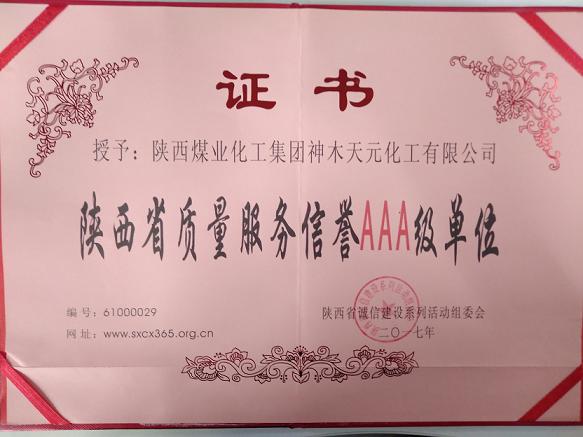 证书
授予：陕西煤业化工集团神木天元化工有限公司
陕西省质量服务信誉AAA级单位
编号：61000029
网址：www.sxcx365.org.cn
陕西省诚信建设系列活动组委会
二〇一七年